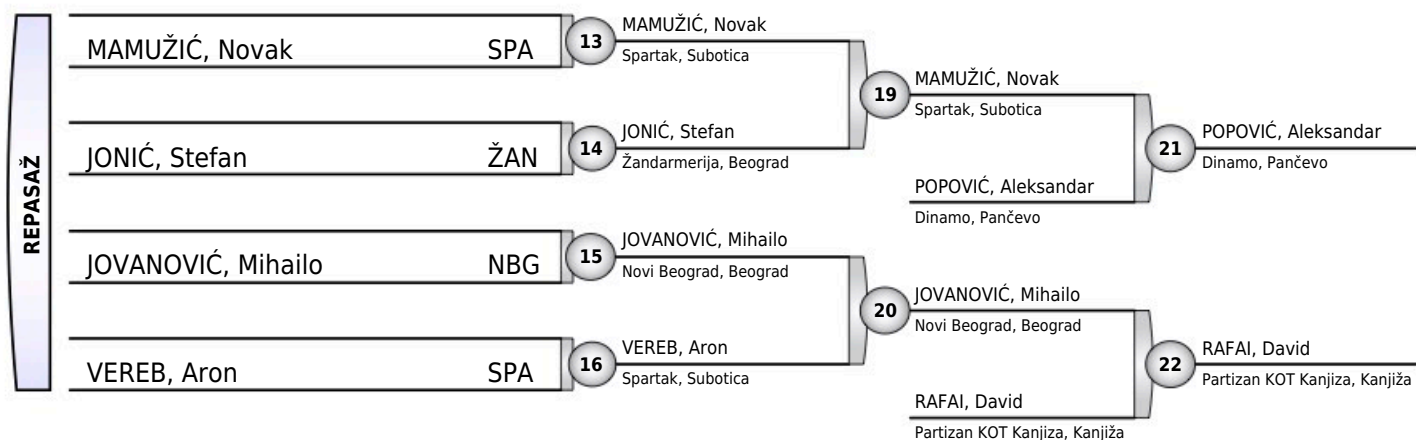 REPASAŽ
MAMUŽIĆ, Novak SPA
JONIĆ, Stefan ŽAN
JOVANOVIĆ, Mihailo NBG
VEREB, Aron SPA
13
MAMUŽIĆ, Novak
Spartak, Subotica
14
JONIĆ, Stefan
Žandarmerija, Beograd
15
JOVANOVIĆ, Mihailo
Novi Beograd, Beograd
16
VEREB, Aron
Spartak, Subotica
19
MAMUŽIĆ, Novak
Spartak, Subotica
POPOVIĆ, Aleksandar
Dinamo, Pančevo
20
JOVANOVIĆ, Mihailo
Novi Beograd, Beograd
RAFAI, David
Partizan KOT Kanjiza, Kanjiža
21
POPOVIĆ, Aleksandar
Dinamo, Pančevo
22
RAFAI, David
Partizan KOT Kanjiza, Kanjiža